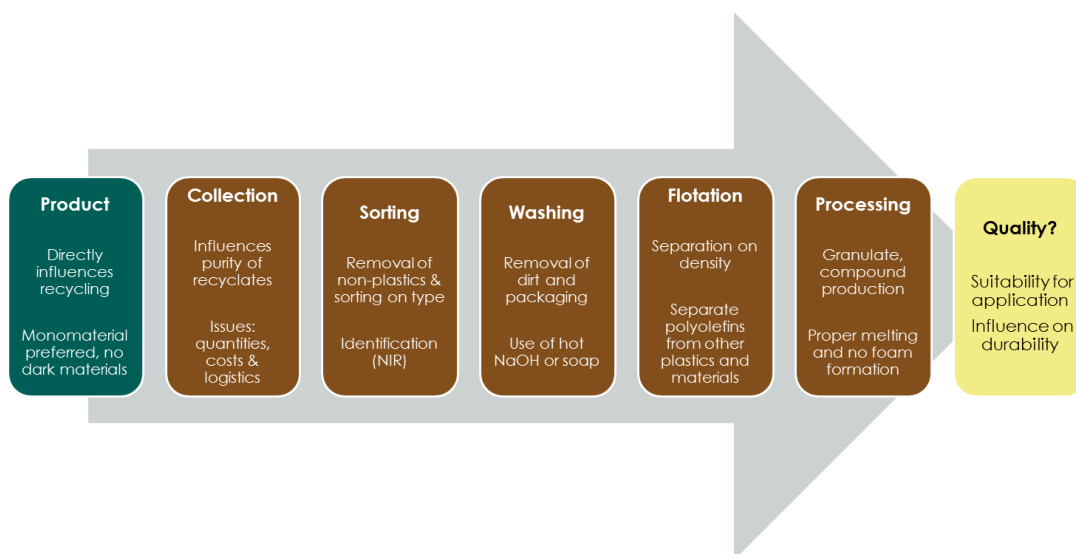 Product
Directly
influences
recycling
Monomaterial
preferred, no
dark materials
Collection
Influences
purity of
recyclates
Issues:
quantities,
costs &
logistics
Sorting
Removal of
non-plastics &
sorting on type
Identification
(NIR)
Washing
Removal of
dirt and
packaging
Use of hot
NaOH or soap
Flotation
Separation on
density
Separate
polyolefins
from other
plastics and
materials
Processing
Granulate,
compound
production
Proper melting
and no foam
formation
Quality?
Suitability for
application
Influence on
durability